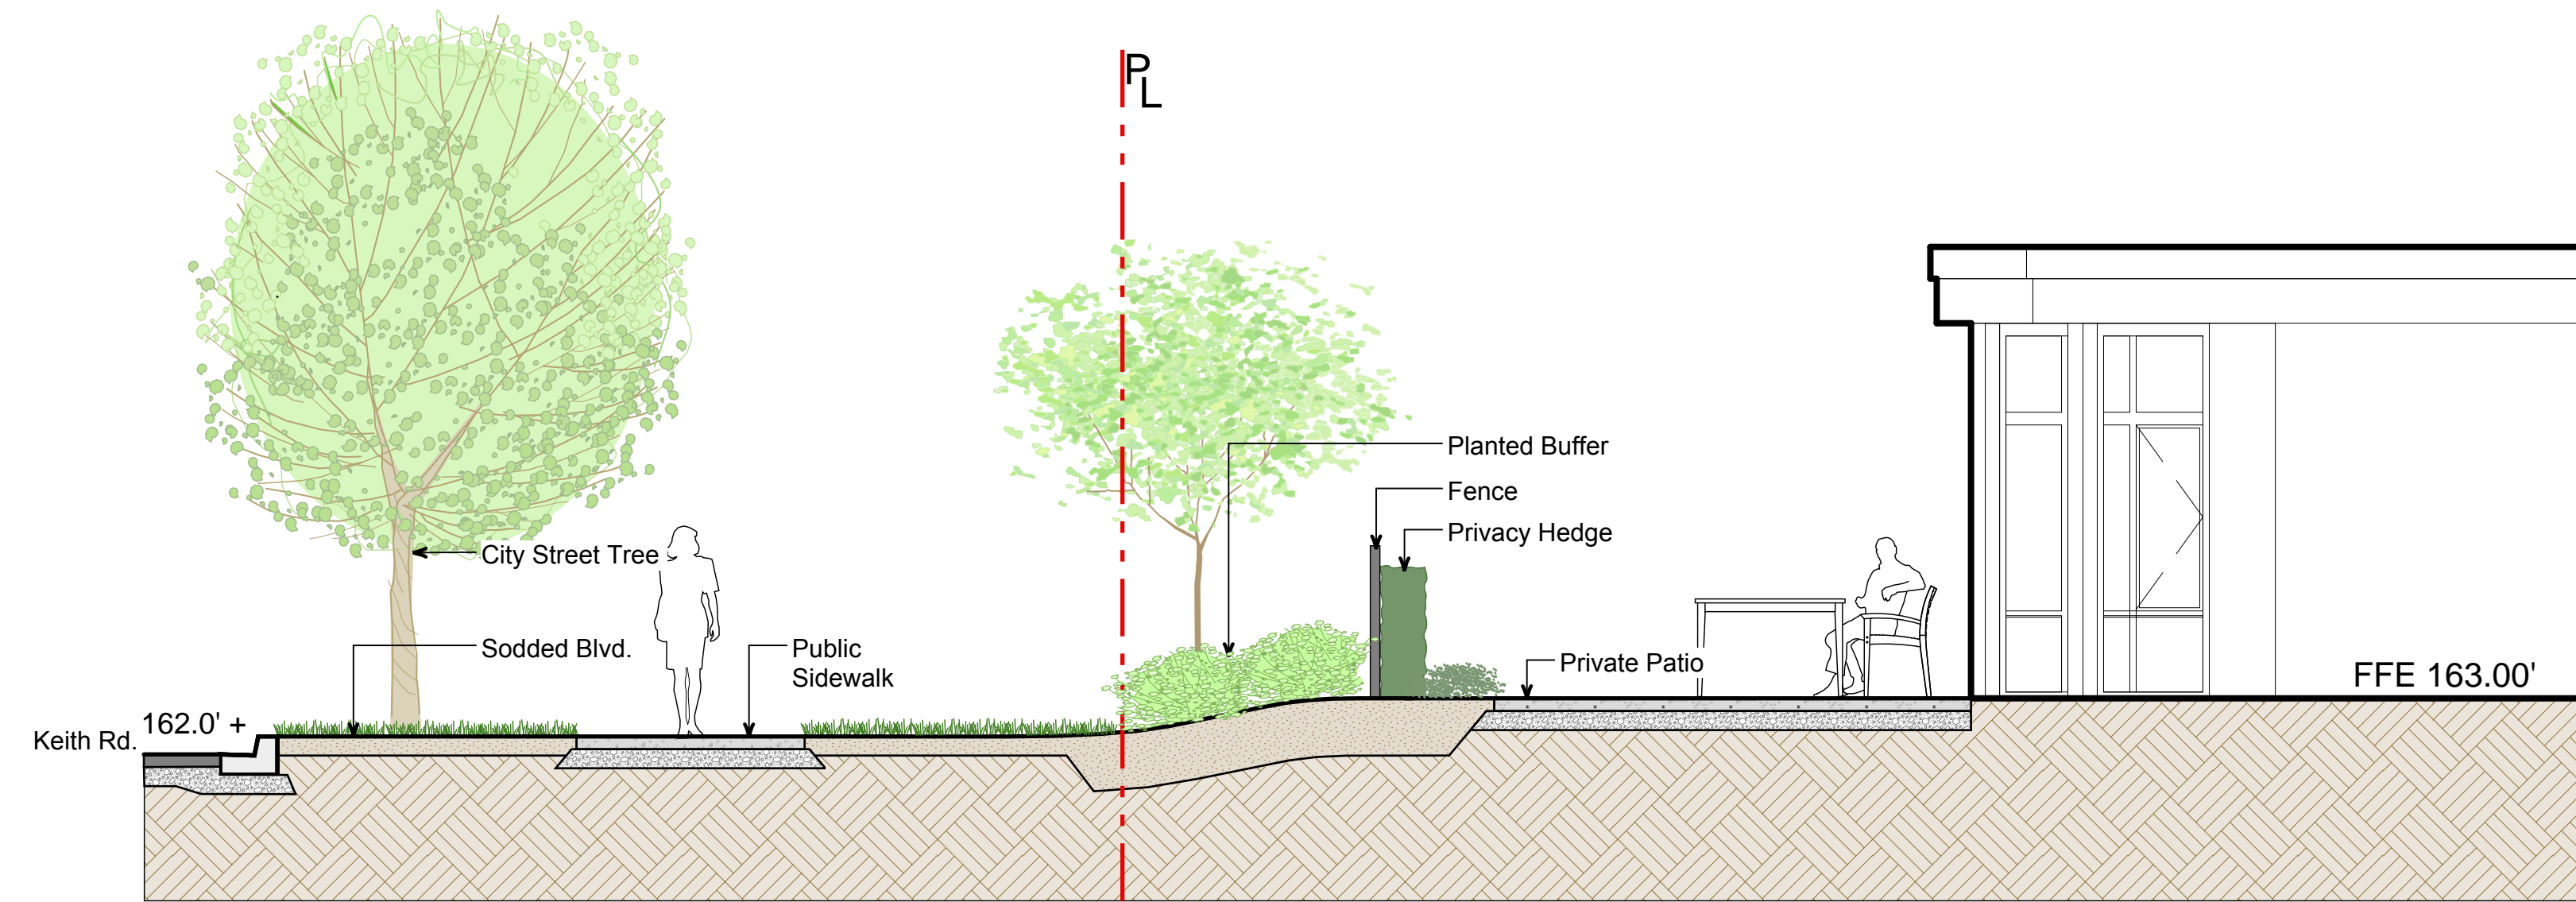 PL
Planted Buffer
Fence
Privacy Hedge
City Street Tree
Sodded Blvd.
Public
Sidewalk
Private Patio
FFE 163.00'
162.0' +
Keith Rd.